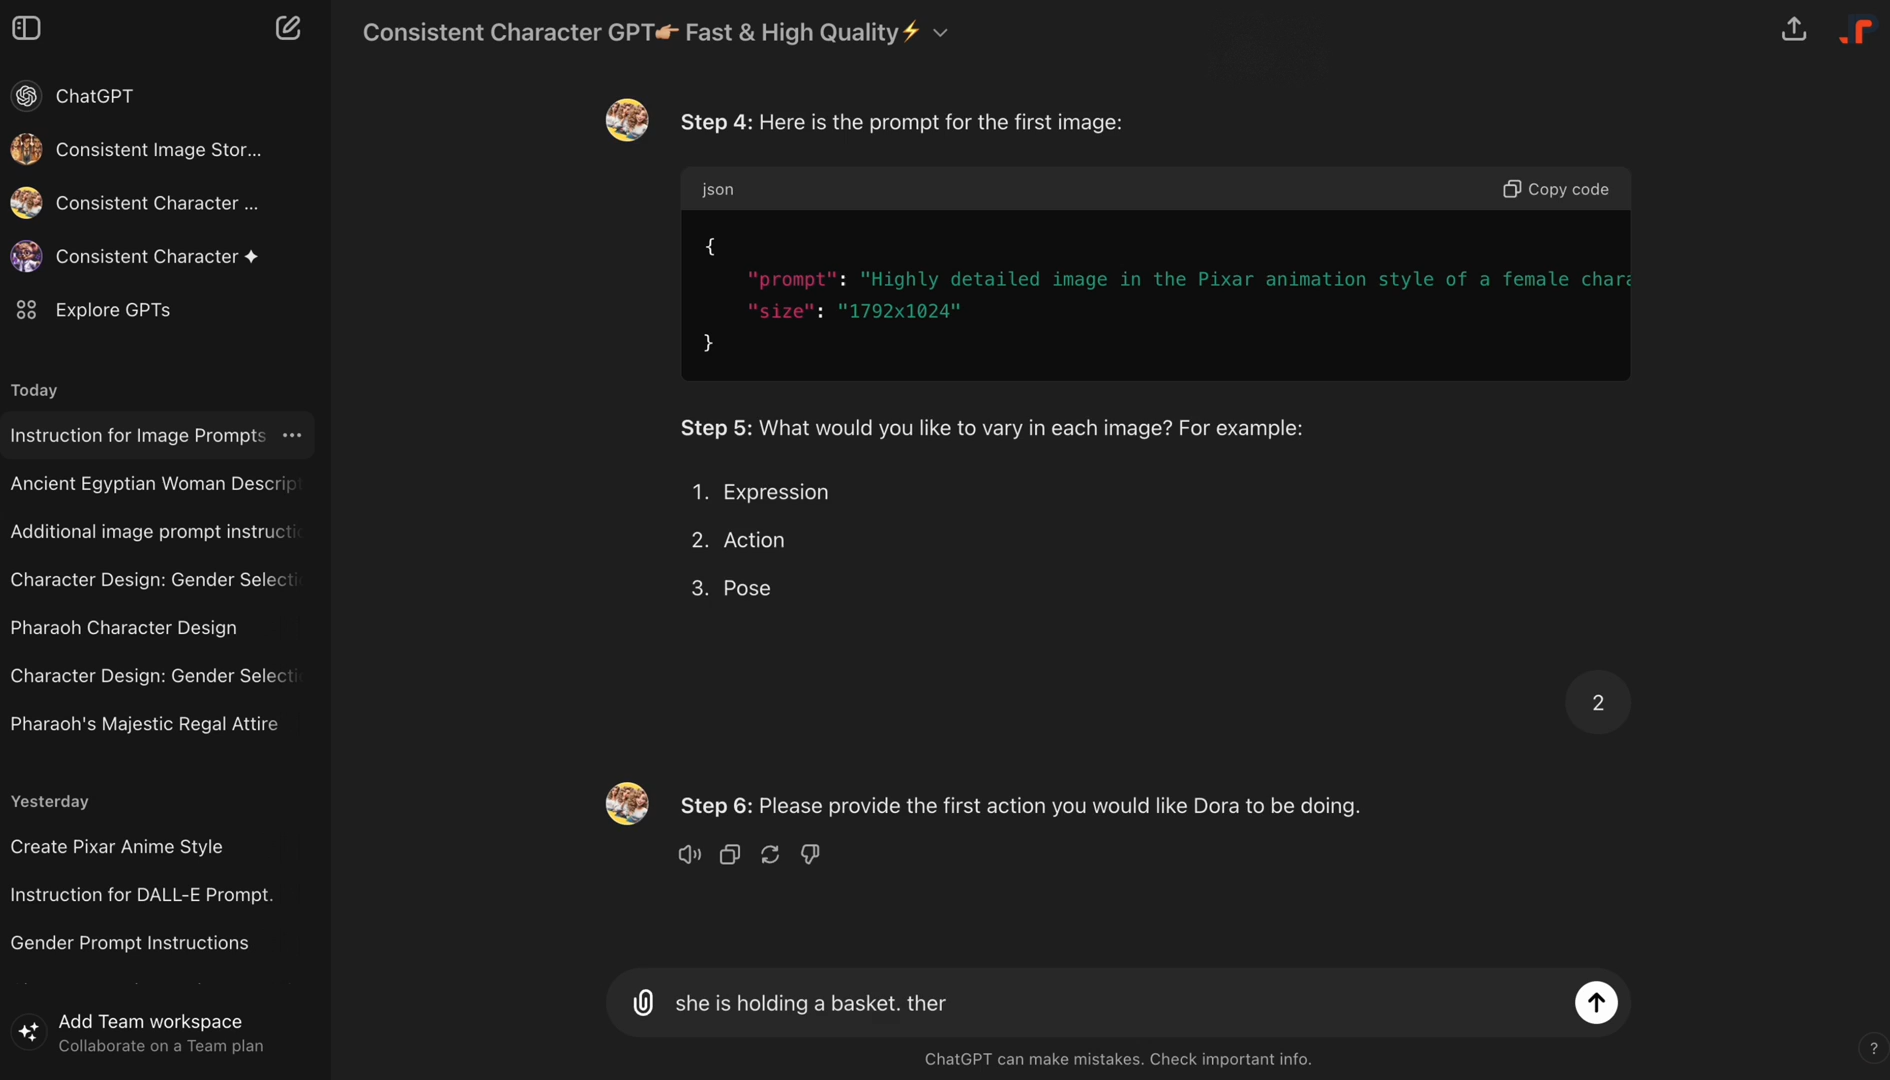 Consistent Character GPT👉🏼 Fast & High Quality⚡
ChatGPT
Consistent Image Stor...
Consistent Character ...
Consistent Character ✦
Explore GPTs
Today
Instruction for Image Prompts ...
Ancient Egyptian Woman Descript
Additional image prompt instructi
Character Design: Gender Selecti
Pharaoh Character Design
Character Design: Gender Selecti
Pharaoh's Majestic Regal Attire
Yesterday
Create Pixar Anime Style
Instruction for DALL-E Prompt.
Gender Prompt Instructions
Add Team workspace
Collaborate on a Team plan
Step 4: Here is the prompt for the first image:
json
Copy code
{
"prompt": "Highly detailed image in the Pixar animation style of a female chara
"size": "1792x1024"
}
Step 5: What would you like to vary in each image? For example:
1. Expression
2. Action
3. Pose
2
Step 6: Please provide the first action you would like Dora to be doing.
she is holding a basket. ther
ChatGPT can make mistakes. Check important info.
?